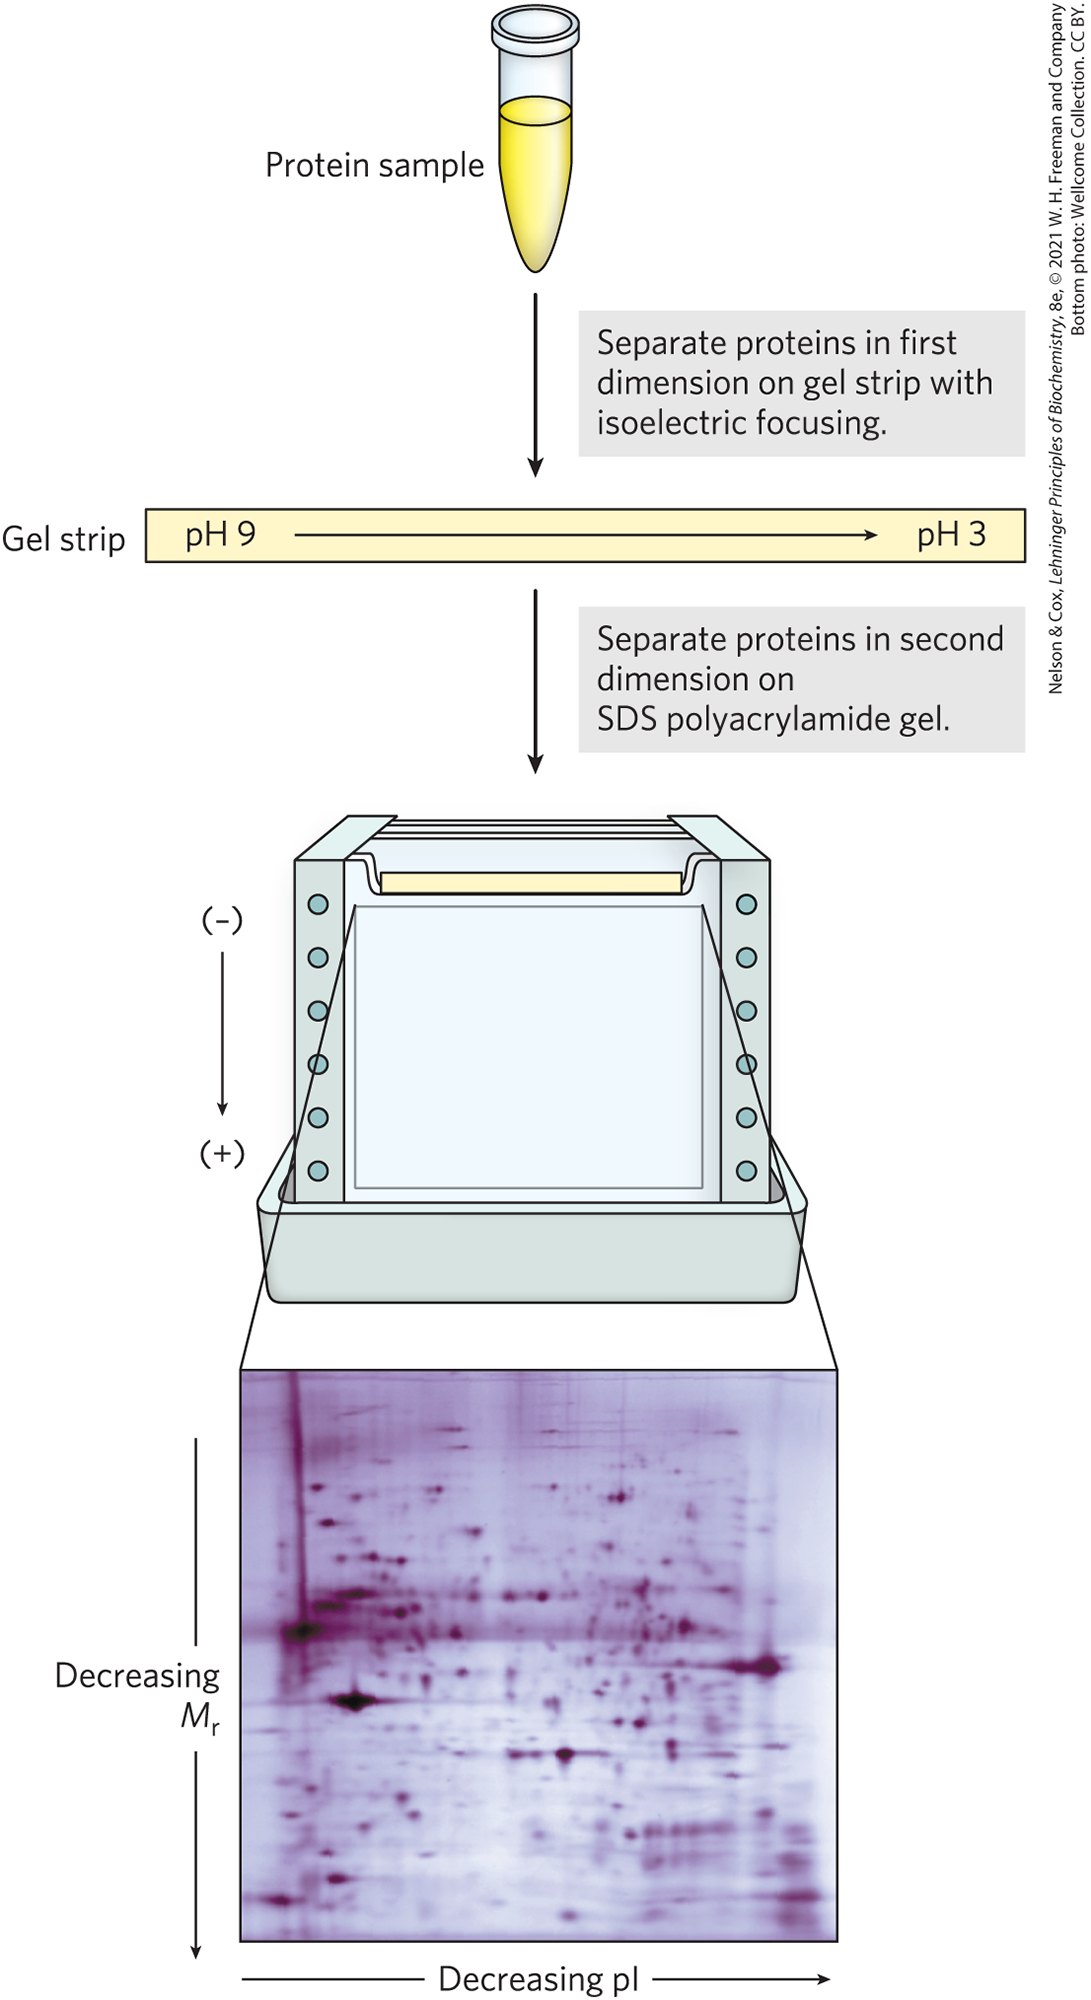 Protein sample
Separate proteins in first
dimension on gel strip with
isoelectric focusing.
Gel strip
pH 9
pH 3
Separate proteins in second
dimension on
SDS polyacrylamide gel.
(–)
(+)
Decreasing
Mr
Decreasing pI
Nelson & Cox, Lehninger Principles of Biochemistry, 8e, © 2021 W. H. Freeman and Company
Bottom photo: Wellcome Collection. CC BY.